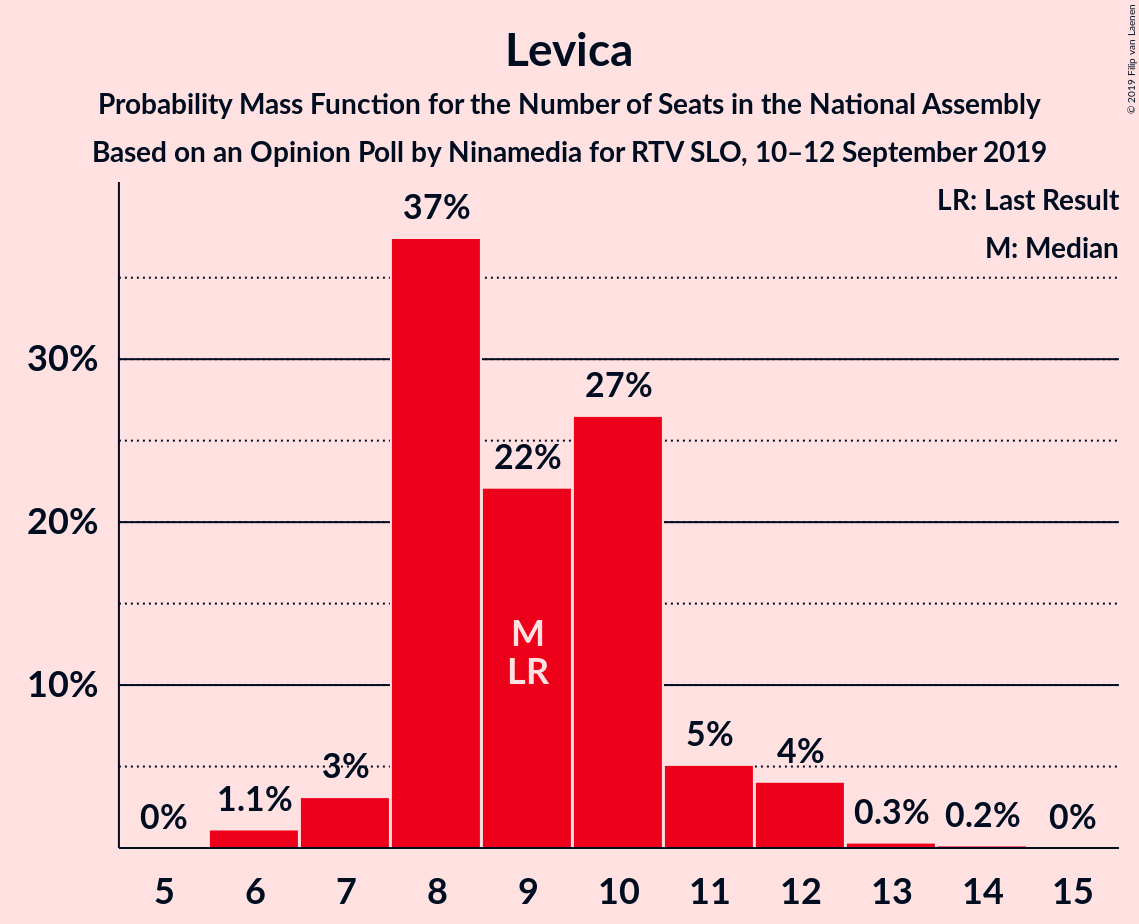 Levica
Probability Mass Function for the Number of Seats in the National Assembly
Based on an Opinion Poll by Ninamedia for RTV SLO, 10–12 September 2019
© 2019 Filip van Laenen
LR: Last Result
M: Median
37%
30%
27%
22%
20%
M
LR
10%
5%
4%
3%
1.1%
0.3%
0.2%
0%
0%
5 6 7 8 9 10 11 12 13 14 15